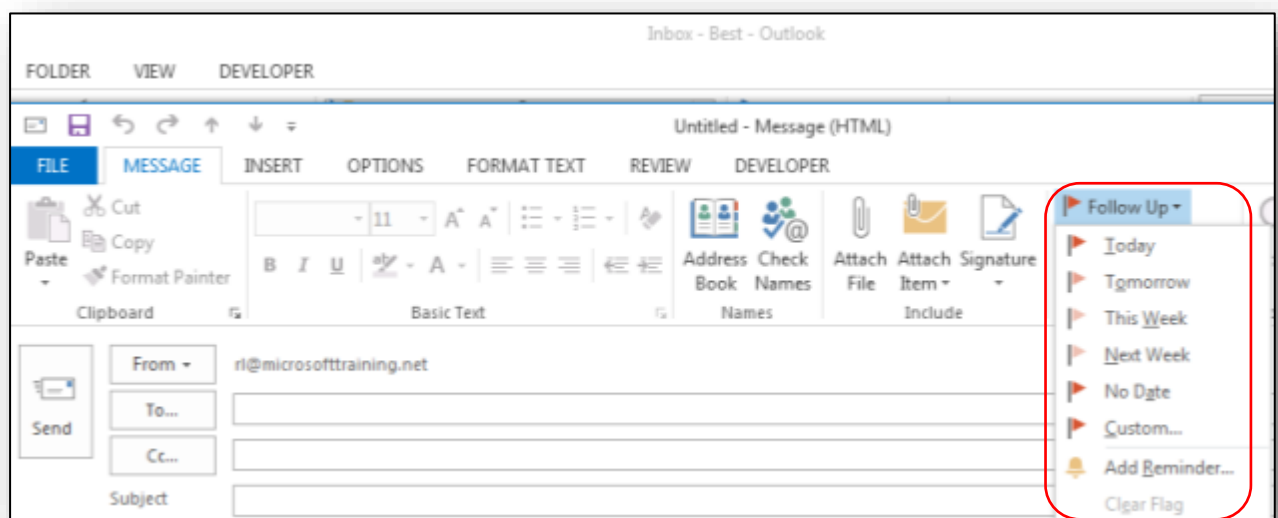 Inbox - Best - Outlook
FOLDER VIEW DEVELOPER
Untitled - Message (HTML)
FILE MESSAGE INSERT OPTIONS FORMAT TEXT REVIEW DEVELOPER
Paste
Cut
Copy
Format Painter
Clipboard
11
B I U
Basic Text
Address Book
Check Names
Names
Attach File
Attach Item
Signature
Include
Follow Up
Today
Tomorrow
This Week
Next Week
No Date
Custom...
Add Reminder...
Clear Flag
Send
From rl@microsofttraining.net
To...
Cc...
Subject